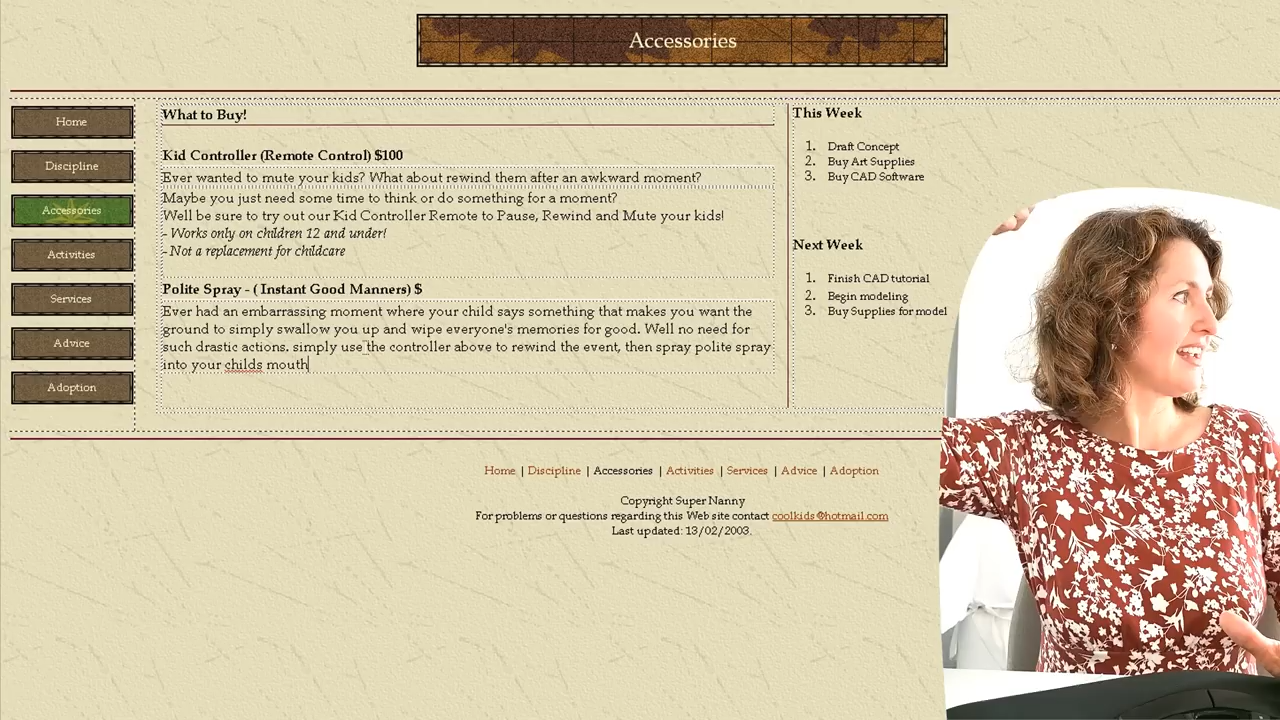 Accessories
Home
Discipline
Accessories
Activities
Services
Advice
Adoption
What to Buy!
Kid Controller (Remote Control) $100
Ever wanted to mute your kids? What about rewind them after an awkward moment?
Maybe you just need some time to think or do something for a moment?
Well be sure to try out our Kid Controller Remote to Pause, Rewind and Mute your kids!
- Works only on children 12 and under!
- Not a replacement for childcare
Polite Spray - ( Instant Good Manners) $
Ever had an embarrassing moment where your child says something that makes you want the
ground to simply swallow you up and wipe everyone's memories for good. Well no need for
such drastic actions. simply use the controller above to rewind the event, then spray polite spray
into your childs mouth
This Week
1. Draft Concept
2. Buy Art Supplies
3. Buy CAD Software
Next Week
1. Finish CAD tutorial
2. Begin modeling
3. Buy Supplies for model
Home | Discipline | Accessories | Activities | Services | Advice | Adoption
Copyright Super Nanny
For problems or questions regarding this Web site contact coolkids@hotmail.com
Last updated: 13/02/2003.